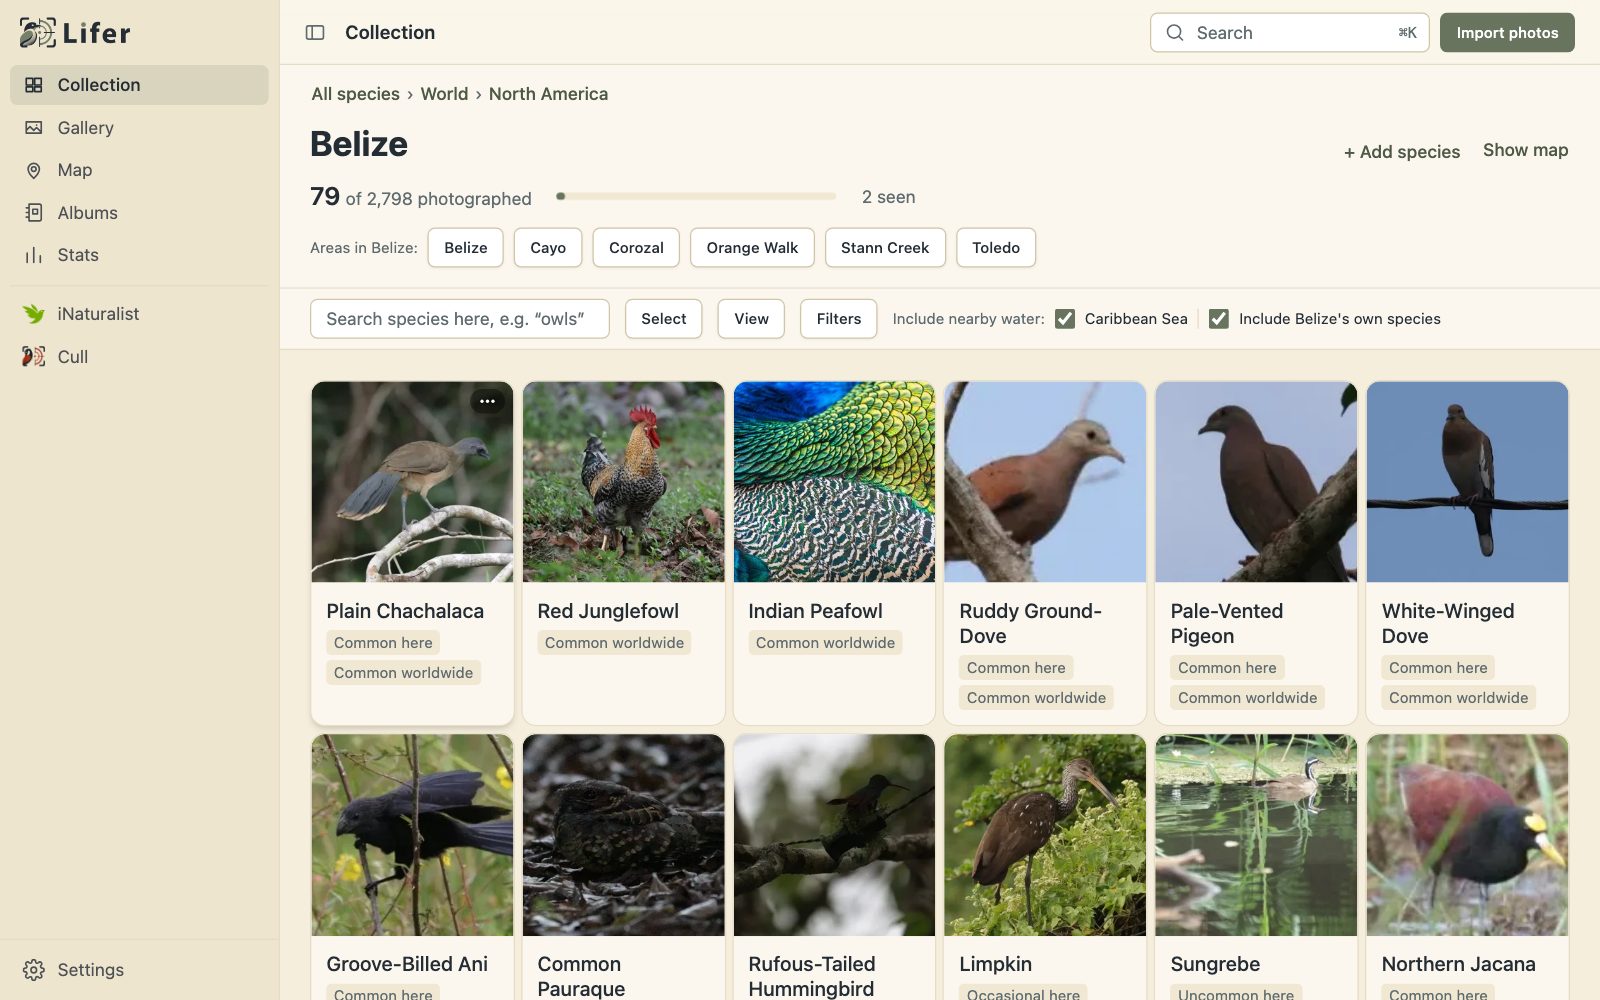 Lifer
Collection
Gallery
Map
Albums
Stats
iNaturalist
Cull
Settings
Collection
Search ⌘K
Import photos
All species › World › North America
Belize
+ Add species
Show map
79 of 2,798 photographed
2 seen
Areas in Belize: Belize Cayo Corozal Orange Walk Stann Creek Toledo
Search species here, e.g. “owls”
Select
View
Filters
Include nearby water: Caribbean Sea Include Belize's own species
Plain Chachalaca
Common here
Common worldwide
Red Junglefowl
Common worldwide
Indian Peafowl
Common worldwide
Ruddy Ground-
Dove
Common here
Common worldwide
Pale-Vented
Pigeon
Common here
Common worldwide
White-Winged
Dove
Common here
Common worldwide
Groove-Billed Ani
Common here
Common
Pauraque
Rufous-Tailed
Hummingbird
Limpkin
Occasional here
Sungrebe
Uncommon here
Northern Jacana
Common here